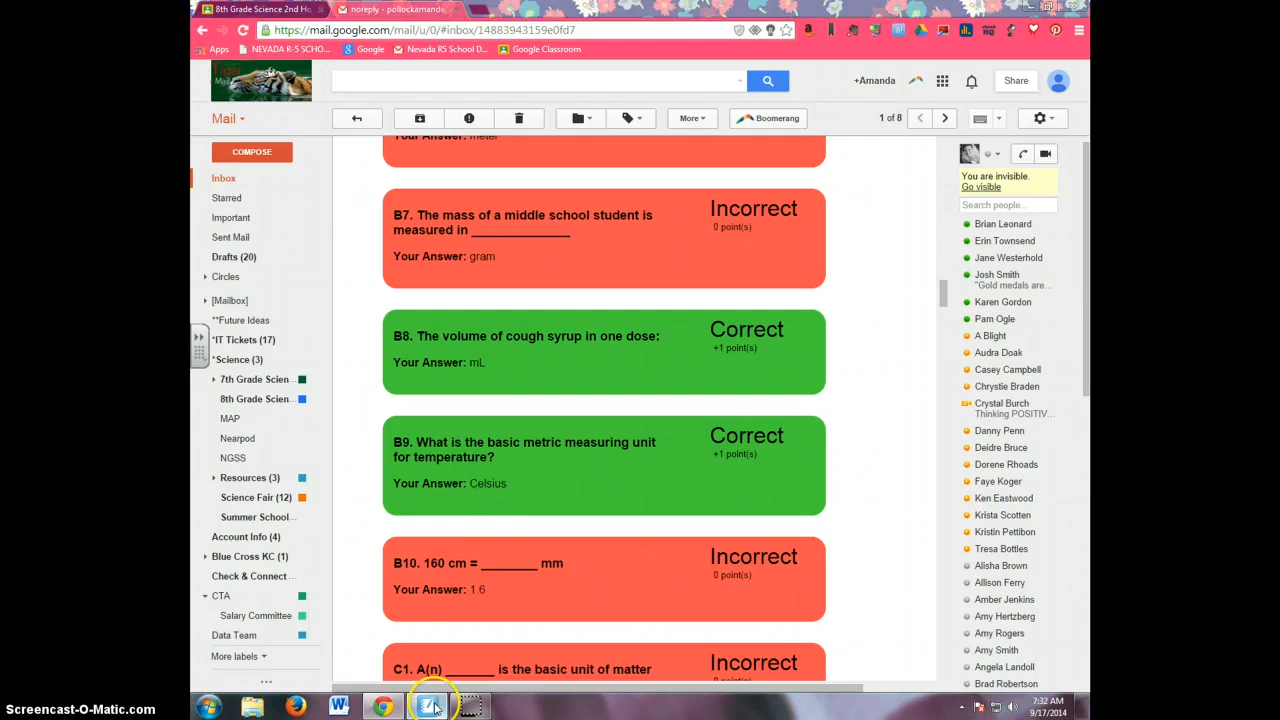 8th Grade Science 2nd H
noreply - pollockamanda
https://mail.google.com/mail/u/0/#inbox/14883943159e0fd7
Apps
NEVADA R-5 SCHO...
Google
Nevada R5 School D...
Google Classroom
Tiger
Mail
+Amanda
Share
Mail
More
Boomerang
1 of 8
COMPOSE
Inbox
Starred
Important
Sent Mail
Drafts (20)
Circles
[Mailbox]
**Future Ideas
*IT Tickets (17)
*Science (3)
7th Grade Scien...
8th Grade Scien...
MAP
Nearpod
NGSS
Resources (3)
Science Fair (12)
Summer School...
Account Info (4)
Blue Cross KC (1)
Check & Connect ...
CTA
Salary Committee
Data Team
More labels
Your Answer: meter
B7. The mass of a middle school student is
measured in ______________
Your Answer: gram
Incorrect
0 point(s)
B8. The volume of cough syrup in one dose:
Your Answer: mL
Correct
+1 point(s)
B9. What is the basic metric measuring unit
for temperature?
Your Answer: Celsius
Correct
+1 point(s)
B10. 160 cm = ________ mm
Your Answer: 1.6
Incorrect
0 point(s)
C1. A(n) _______ is the basic unit of matter
Incorrect
0 point(s)
You are invisible.
Go visible
Search people...
Brian Leonard
Erin Townsend
Jane Westerhold
Josh Smith
"Gold medals are...
Karen Gordon
Pam Ogle
A Blight
Audra Doak
Casey Campbell
Chrystie Braden
Crystal Burch
Thinking POSITIV...
Danny Penn
Deidre Bruce
Dorene Rhoads
Faye Koger
Ken Eastwood
Krista Scotten
Kristin Pettibon
Tresa Bottles
Alisha Brown
Allison Ferry
Amber Jenkins
Amy Hertzberg
Amy Rogers
Amy Smith
Angela Landoll
Brad Robertson
7:32 AM
9/17/2014
Screencast-O-Matic.com